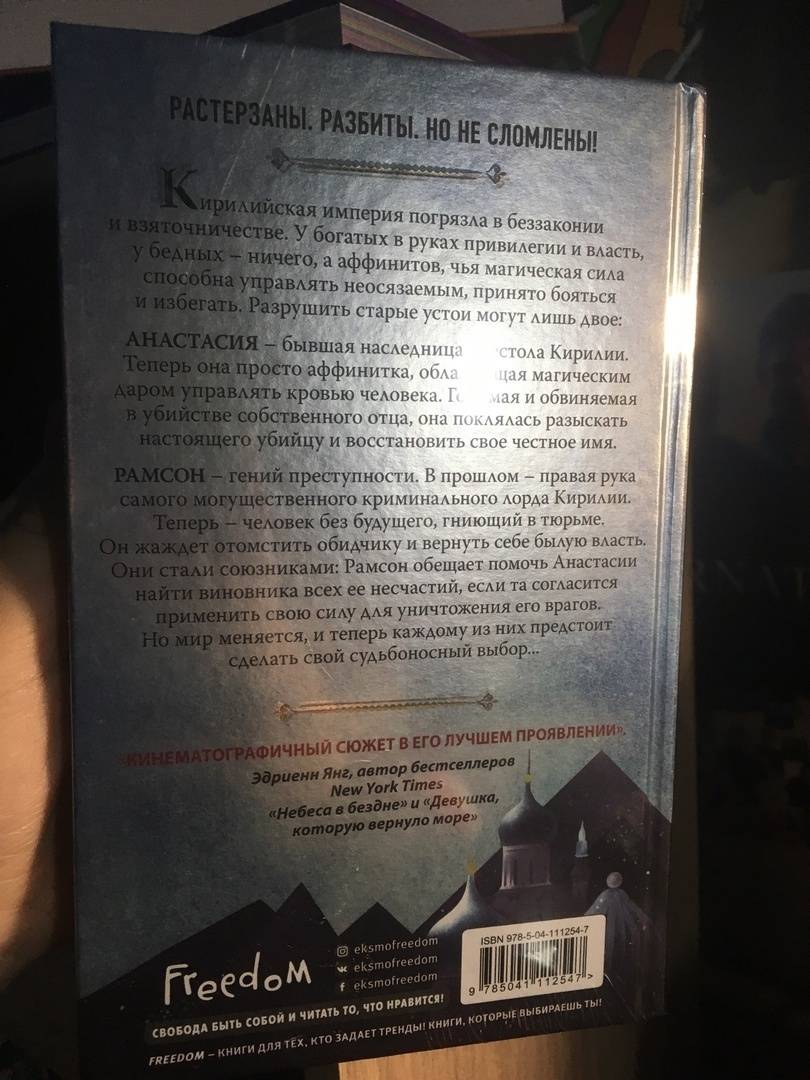 РАСТЕРЗАНЫ. РАЗБИТЫ. НО НЕ СЛОМЛЕНЫ!
Кирилийская империя погрязла в беззаконии
и взяточничестве. У богатых в руках привилегии и власть,
у бедных – ничего, а аффинитов, чья магическая сила
способна управлять неосязаемым, принято бояться
и избегать. Разрушить старые устои могут лишь двое:
АНАСТАСИЯ – бывшая наследница Кирилии.
Теперь она просто аффинитка, магическим
даром управлять кровью человека. и обвиняемая
в убийстве собственного отца, она поклялась разыскать
настоящего убийцу и восстановить свое честное имя.
РАМСОН – гений преступности. В прошлом – правая рука
самого могущественного криминального лорда Кирилии.
Теперь – человек без будущего, гниющий в тюрьме.
Он жаждет отомстить обидчику и вернуть себе былую власть.
Они стали союзниками: Рамсон обещает помочь Анастасии
найти виновника всех ее несчастий, если та согласится
применить свою силу для уничтожения его врагов.
Но мир меняется, и теперь каждому из них предстоит
сделать свой судьбоносный выбор...
«КИНЕМАТОГРАФИЧНЫЙ СЮЖЕТ В ЕГО ЛУЧШЕМ ПРОЯВЛЕНИИ».
Эдриенн Янг, автор бестселлеров
New York Times
«Небеса в бездне» и «Девушка,
которую вернуло море»
Freedom
eksmofreedom
eksmofreedom
eksmofreedom
СВОБОДА БЫТЬ СОБОЙ И ЧИТАТЬ ТО, ЧТО НРАВИТСЯ!
FREEDOM – КНИГИ ДЛЯ ТЕХ, КТО ЗАДАЕТ ТРЕНДЫ! КНИГИ, КОТОРЫЕ ВЫБИРАЕШЬ ТЫ!
ISBN 978-5-04-111254-7
9 785041 112547 >